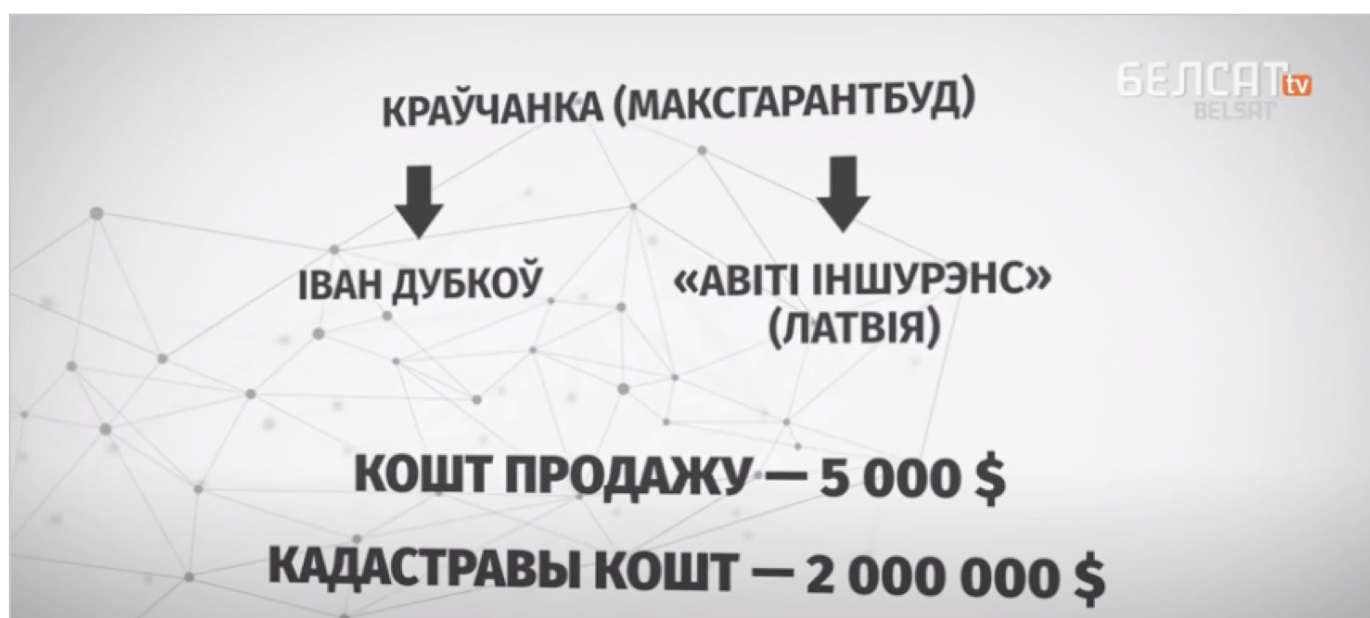 БЕЛСАТ tv
BELSAT
КРАЎЧАНКА (МАКСГАРАНТБУД)
ІВАН ДУБКОЎ
«АВІТІ ІНШУРЭНС»
(ЛАТВІЯ)
КОШТ ПРОДАЖУ — 5 000 $
КАДАСТРАВЫ КОШТ — 2 000 000 $